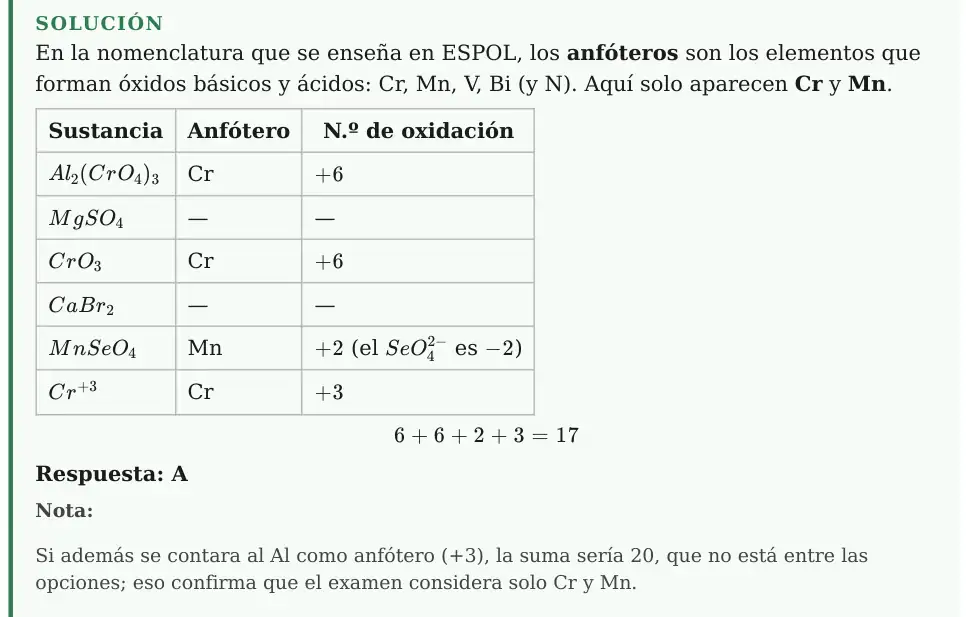 SOLUCIÓN
En la nomenclatura que se enseña en ESPOL, los anfóteros son los elementos que
forman óxidos básicos y ácidos: Cr, Mn, V, Bi (y N). Aquí solo aparecen Cr y Mn.
Sustancia Anfótero N.º de oxidación
Al₂(CrO₄)₃ Cr +6
MgSO₄ — —
CrO₃ Cr +6
CaBr₂ — —
MnSeO₄ Mn +2 (el SeO₄²⁻ es −2)
Cr⁺³ Cr +3
6 + 6 + 2 + 3 = 17
Respuesta: A
Nota:
Si además se contara al Al como anfótero (+3), la suma sería 20, que no está entre las
opciones; eso confirma que el examen considera solo Cr y Mn.